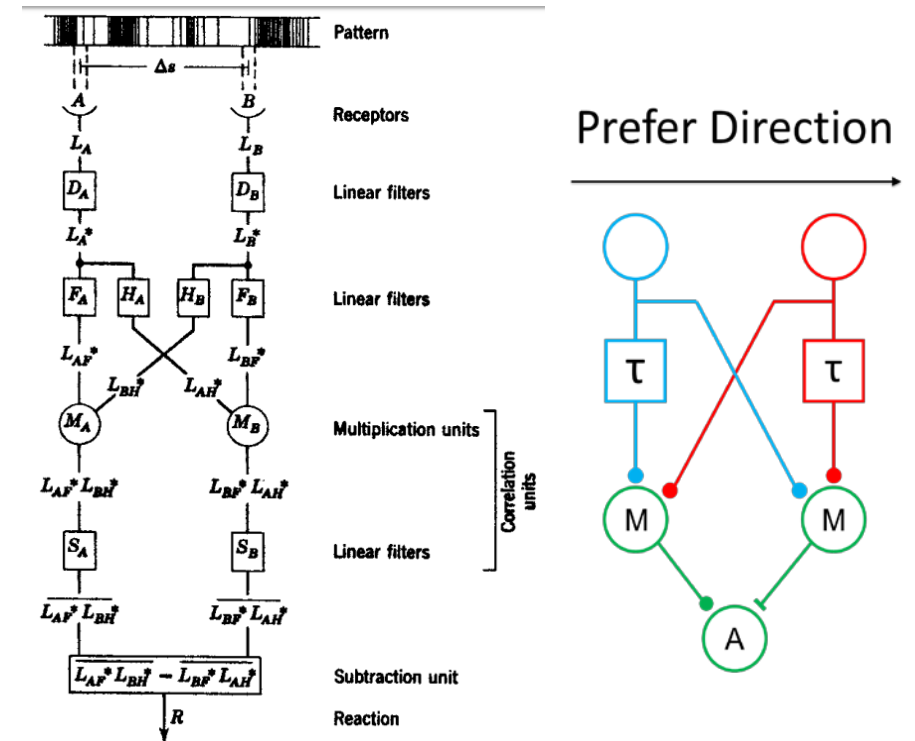 Pattern
Δs
A B
Receptors
L_A L_B
D_A D_B
Linear filters
L_A* L_B*
F_A H_A H_B F_B
Linear filters
L_AF* L_BF*
L_BH* L_AH*
M_A M_B
Multiplication units
L_AF* L_BH* L_BF* L_AH*
Correlation
units
S_A S_B
Linear filters
L_AF* L_BH* L_BF* L_AH*
L_AF* L_BH* − L_BF* L_AH*
Subtraction unit
R
Reaction
Prefer Direction
τ τ
M M
A